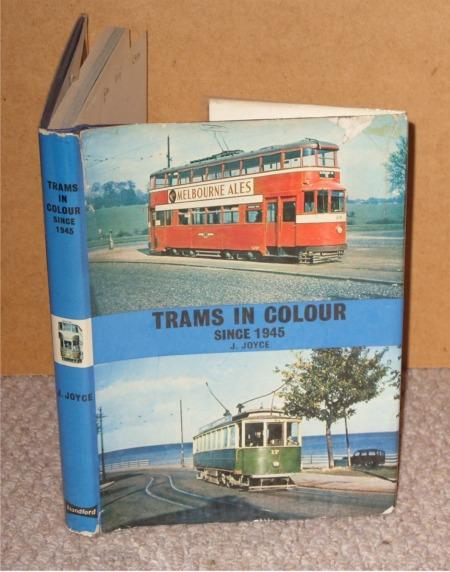 TRAMS
IN
COLOUR
SINCE
1945
J. JOYCE
Blandford
MELBOURNE ALES
TRAMS IN COLOUR
SINCE 1945
J. JOYCE